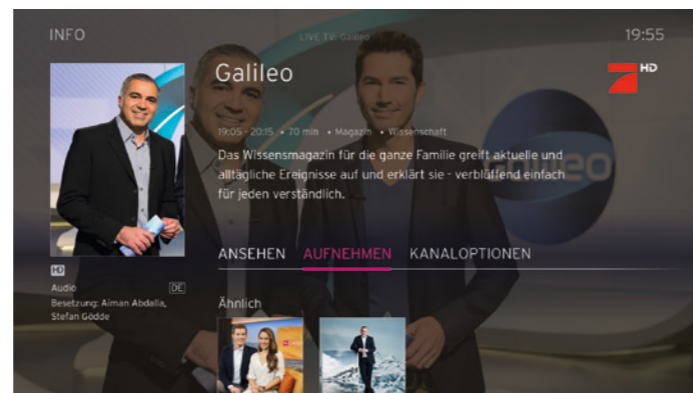 INFO
LIVE TV: Galileo
19:55
Galileo
HD
19:05 - 20:15 • 70 min • Magazin • Wissenschaft
Das Wissensmagazin für die ganze Familie greift aktuelle und
alltägliche Ereignisse auf und erklärt sie - verblüffend einfach
für jeden verständlich.
ANSEHEN AUFNEHMEN KANALOPTIONEN
HD
Audio DE
Besetzung: Aiman Abdalla,
Stefan Gödde
Ähnlich